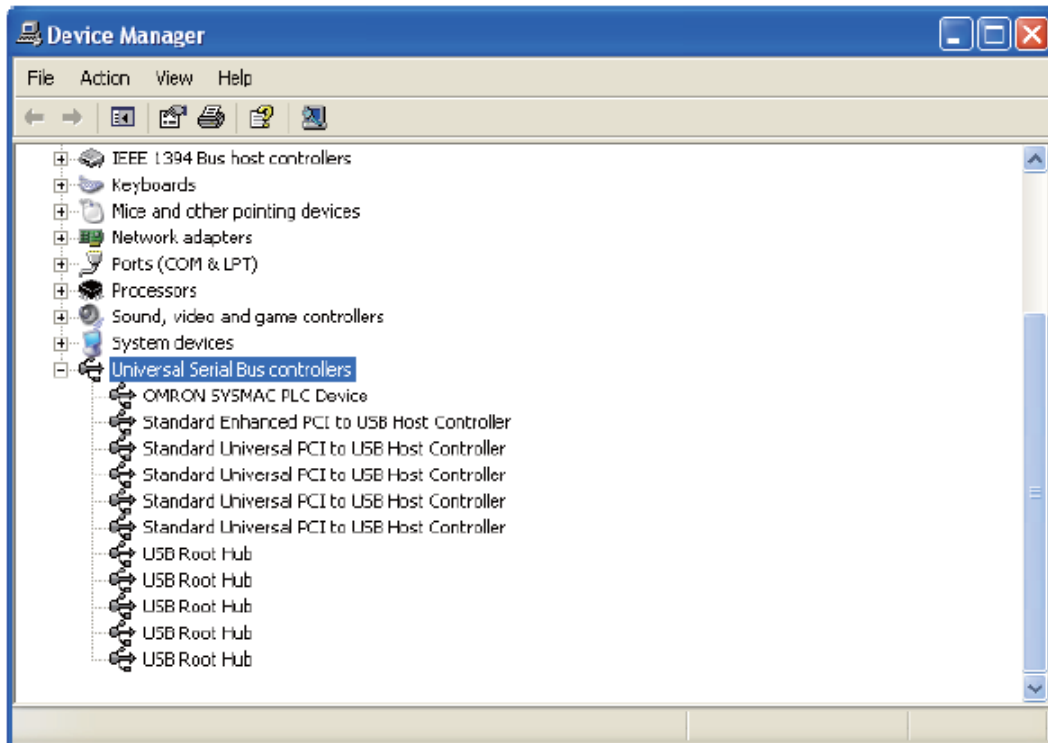 Device Manager
File Action View Help
IEEE 1394 Bus host controllers
Keyboards
Mice and other pointing devices
Network adapters
Ports (COM & LPT)
Processors
Sound, video and game controllers
System devices
Universal Serial Bus controllers
OMRON SYSMAC PLC Device
Standard Enhanced PCI to USB Host Controller
Standard Universal PCI to USB Host Controller
Standard Universal PCI to USB Host Controller
Standard Universal PCI to USB Host Controller
Standard Universal PCI to USB Host Controller
USB Root Hub
USB Root Hub
USB Root Hub
USB Root Hub
USB Root Hub